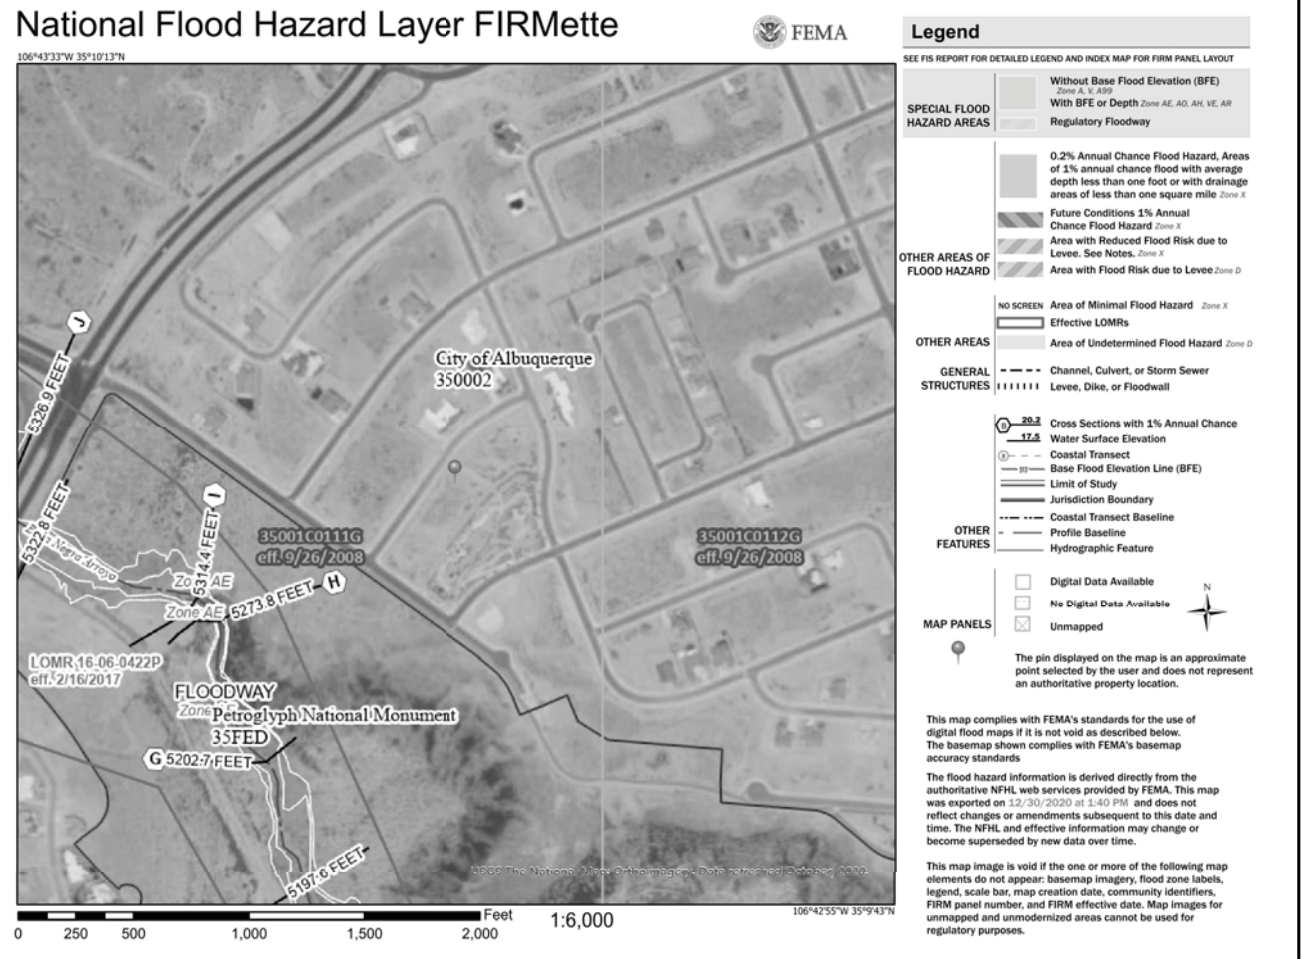 National Flood Hazard Layer FIRMette
FEMA
106°43'33"W 35°10'13"N
J
5326.9 FEET
City of Albuquerque
350002
5322.8 FEET
I
5314.4 FEET
35001C0111G
eff. 9/26/2008
35001C0112G
eff. 9/26/2008
Negra Arroyo
Zone AE
Zone AE
5273.8 FEET
H
LOMR 16-06-0422P
eff. 2/16/2017
FLOODWAY
Zone
Petroglyph National Monument
35FED
G 5202.7 FEET
5197.6 FEET
USGS The National Map: Orthoimagery. Data refreshed October, 2020.
106°42'55"W 35°9'43"N
Feet
1:6,000
0 250 500 1,000 1,500 2,000
Legend
SEE FIS REPORT FOR DETAILED LEGEND AND INDEX MAP FOR FIRM PANEL LAYOUT
SPECIAL FLOOD
HAZARD AREAS
Without Base Flood Elevation (BFE)
Zone A, V, A99
With BFE or Depth Zone AE, AO, AH, VE, AR
Regulatory Floodway
OTHER AREAS OF
FLOOD HAZARD
0.2% Annual Chance Flood Hazard, Areas
of 1% annual chance flood with average
depth less than one foot or with drainage
areas of less than one square mile Zone X
Future Conditions 1% Annual
Chance Flood Hazard Zone X
Area with Reduced Flood Risk due to
Levee. See Notes. Zone X
Area with Flood Risk due to Levee Zone D
OTHER AREAS
NO SCREEN Area of Minimal Flood Hazard Zone X
Effective LOMRs
Area of Undetermined Flood Hazard Zone D
GENERAL
STRUCTURES
Channel, Culvert, or Storm Sewer
Levee, Dike, or Floodwall
OTHER
FEATURES
B 20.2 Cross Sections with 1% Annual Chance
17.5 Water Surface Elevation
8 Coastal Transect
513 Base Flood Elevation Line (BFE)
Limit of Study
Jurisdiction Boundary
Coastal Transect Baseline
Profile Baseline
Hydrographic Feature
MAP PANELS
Digital Data Available
No Digital Data Available
Unmapped
N
The pin displayed on the map is an approximate
point selected by the user and does not represent
an authoritative property location.
This map complies with FEMA's standards for the use of
digital flood maps if it is not void as described below.
The basemap shown complies with FEMA's basemap
accuracy standards
The flood hazard information is derived directly from the
authoritative NFHL web services provided by FEMA. This map
was exported on 12/30/2020 at 1:40 PM and does not
reflect changes or amendments subsequent to this date and
time. The NFHL and effective information may change or
become superseded by new data over time.
This map image is void if the one or more of the following map
elements do not appear: basemap imagery, flood zone labels,
legend, scale bar, map creation date, community identifiers,
FIRM panel number, and FIRM effective date. Map images for
unmapped and unmodernized areas cannot be used for
regulatory purposes.